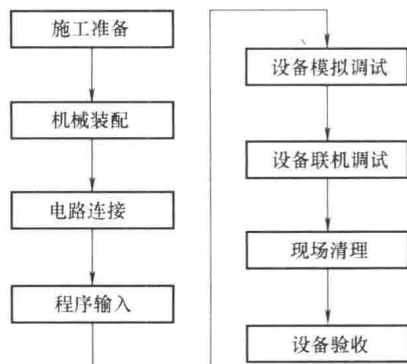 施工准备
机械装配
电路连接
程序输入
设备模拟调试
设备联机调试
现场清理
设备验收